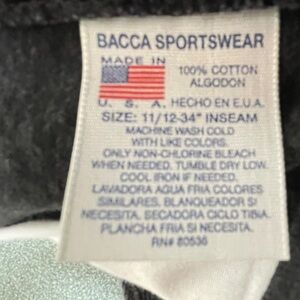 BACCA SPORTSWEAR
MADE IN
100% COTTON
ALGODON
U. S. A. HECHO EN E.U.A.
SIZE: 11/12-34" INSEAM
MACHINE WASH COLD
WITH LIKE COLORS.
ONLY NON-CHLORINE BLEACH
WHEN NEEDED. TUMBLE DRY LOW.
COOL IRON IF NEEDED.
LAVADORA AGUA FRIA COLORES
SIMILARES. BLANQUEADOR SI
NECESITA. SECADORA CICLO TIBIA.
PLANCHA FRIA SI NECESITA.
RN# 80536